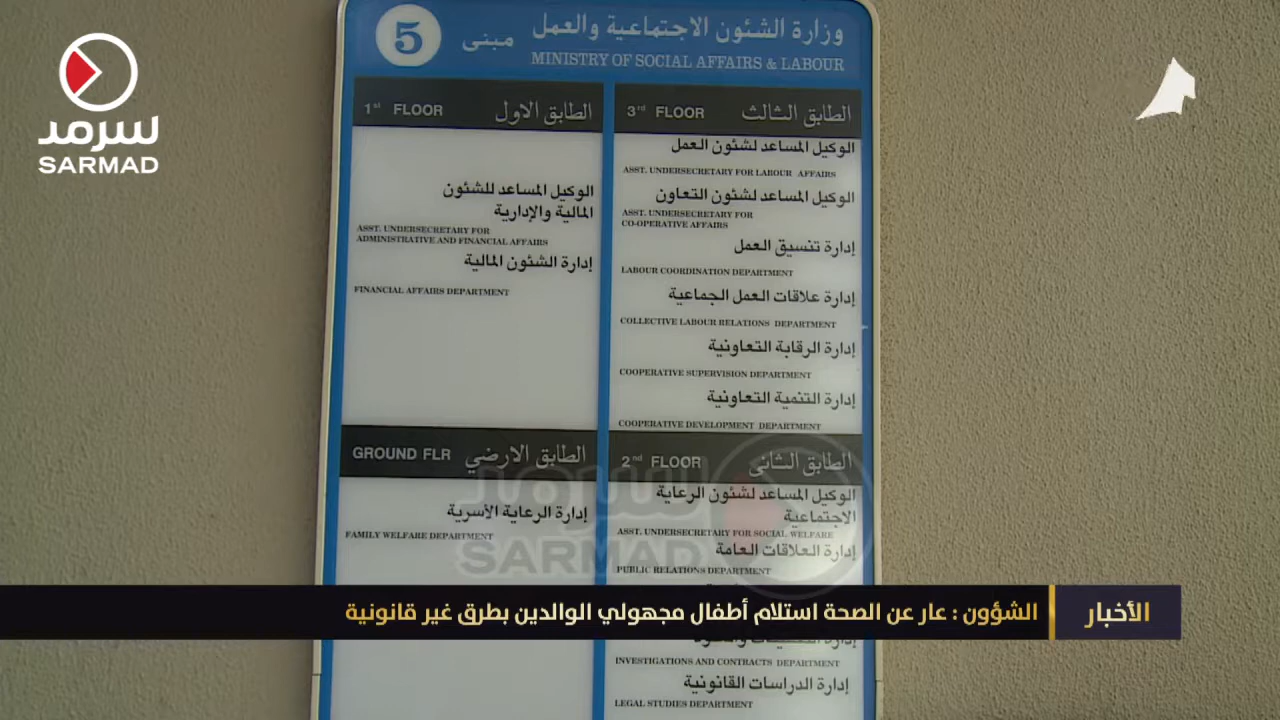 سرمد
SARMAD
وزارة الشئون الاجتماعية والعمل
مبنى 5
MINISTRY OF SOCIAL AFFAIRS & LABOUR
3rd FLOOR الطابق الثالث
الوكيل المساعد لشئون العمل
ASST. UNDERSECRETARY FOR LABOUR AFFAIRS
الوكيل المساعد لشئون التعاون
ASST. UNDERSECRETARY FOR
CO-OPERATIVE AFFAIRS
إدارة تنسيق العمل
LABOUR COORDINATION DEPARTMENT
إدارة علاقات العمل الجماعية
COLLECTIVE LABOUR RELATIONS DEPARTMENT
إدارة الرقابة التعاونية
COOPERATIVE SUPERVISION DEPARTMENT
إدارة التنمية التعاونية
COOPERATIVE DEVELOPMENT DEPARTMENT
1st FLOOR الطابق الاول
الوكيل المساعد للشئون
المالية والإدارية
ASST. UNDERSECRETARY FOR
ADMINISTRATIVE AND FINANCIAL AFFAIRS
إدارة الشئون المالية
FINANCIAL AFFAIRS DEPARTMENT
2nd FLOOR الطابق الثانى
الوكيل المساعد لشئون الرعاية
الاجتماعية
ASST. UNDERSECRETARY FOR SOCIAL WELFARE
إدارة العلاقات العامة
PUBLIC RELATIONS DEPARTMENT
GROUND FLR الطابق الارضي
إدارة الرعاية الأسرية
FAMILY WELFARE DEPARTMENT
سرمد
SARMAD
الأخبار
الشؤون : عار عن الصحة استلام أطفال مجهولي الوالدين بطرق غير قانونية
INVESTIGATIONS AND CONTRACTS DEPARTMENT
إدارة الدراسات القانونية
LEGAL STUDIES DEPARTMENT